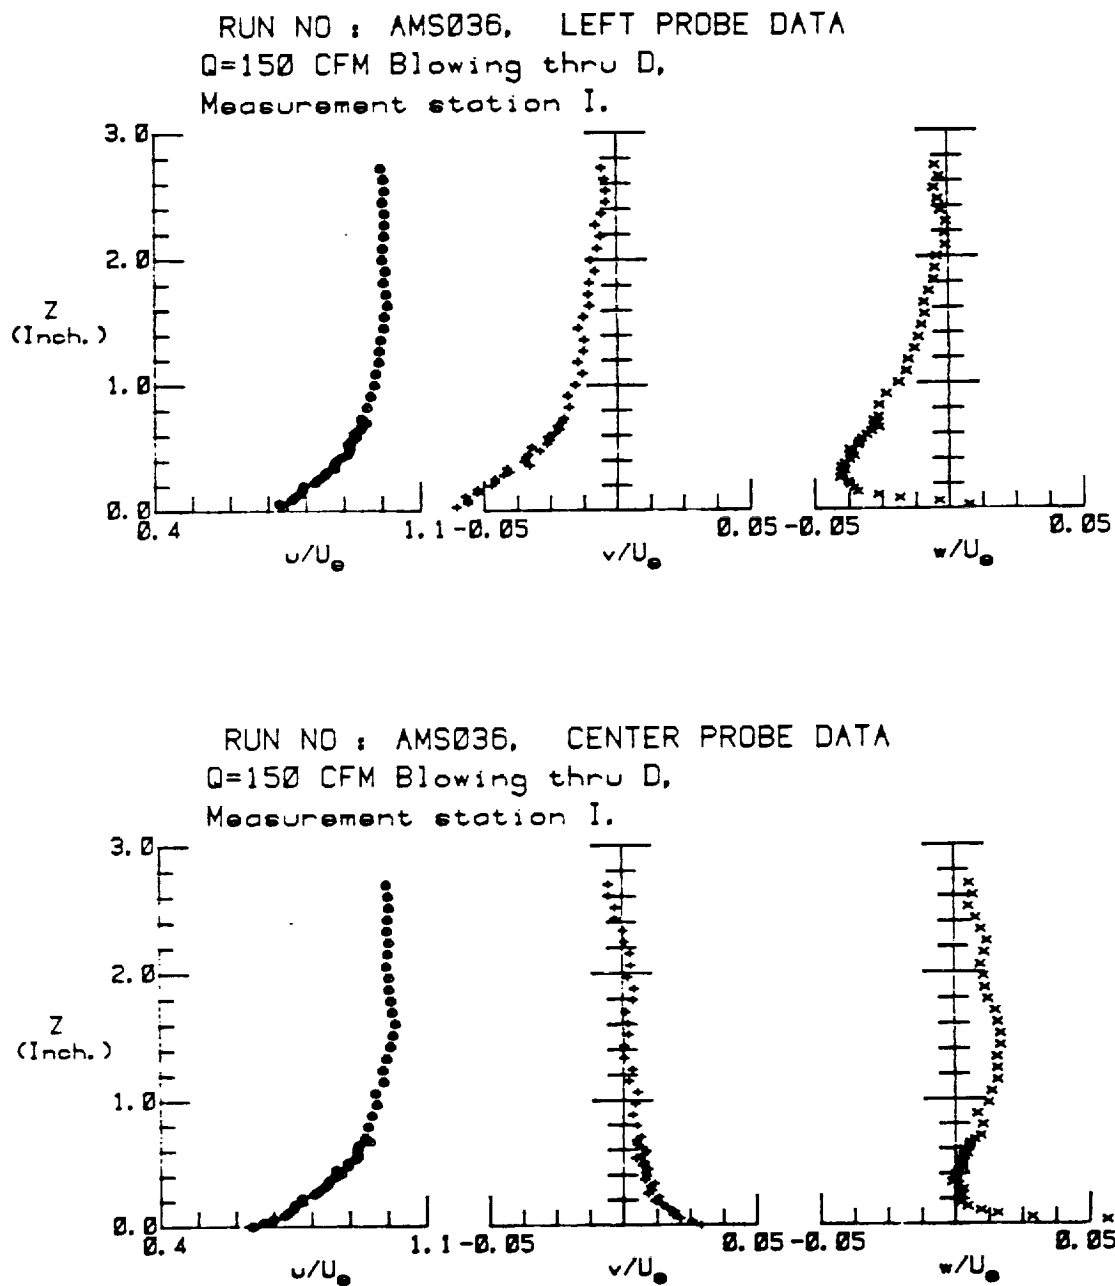 RUN NO : AMS036, LEFT PROBE DATA
Q=150 CFM Blowing thru D,
Measurement station I.
3.0
2.0
Z
(Inch.)
1.0
0.0
0.4 1.1 -0.05 0.05 -0.05 0.05
u/Ue v/Ue w/Ue
RUN NO : AMS036, CENTER PROBE DATA
Q=150 CFM Blowing thru D,
Measurement station I.
3.0
2.0
Z
(Inch.)
1.0
0.0
0.4 1.1 -0.05 0.05 -0.05 0.05
u/Ue v/Ue w/Ue